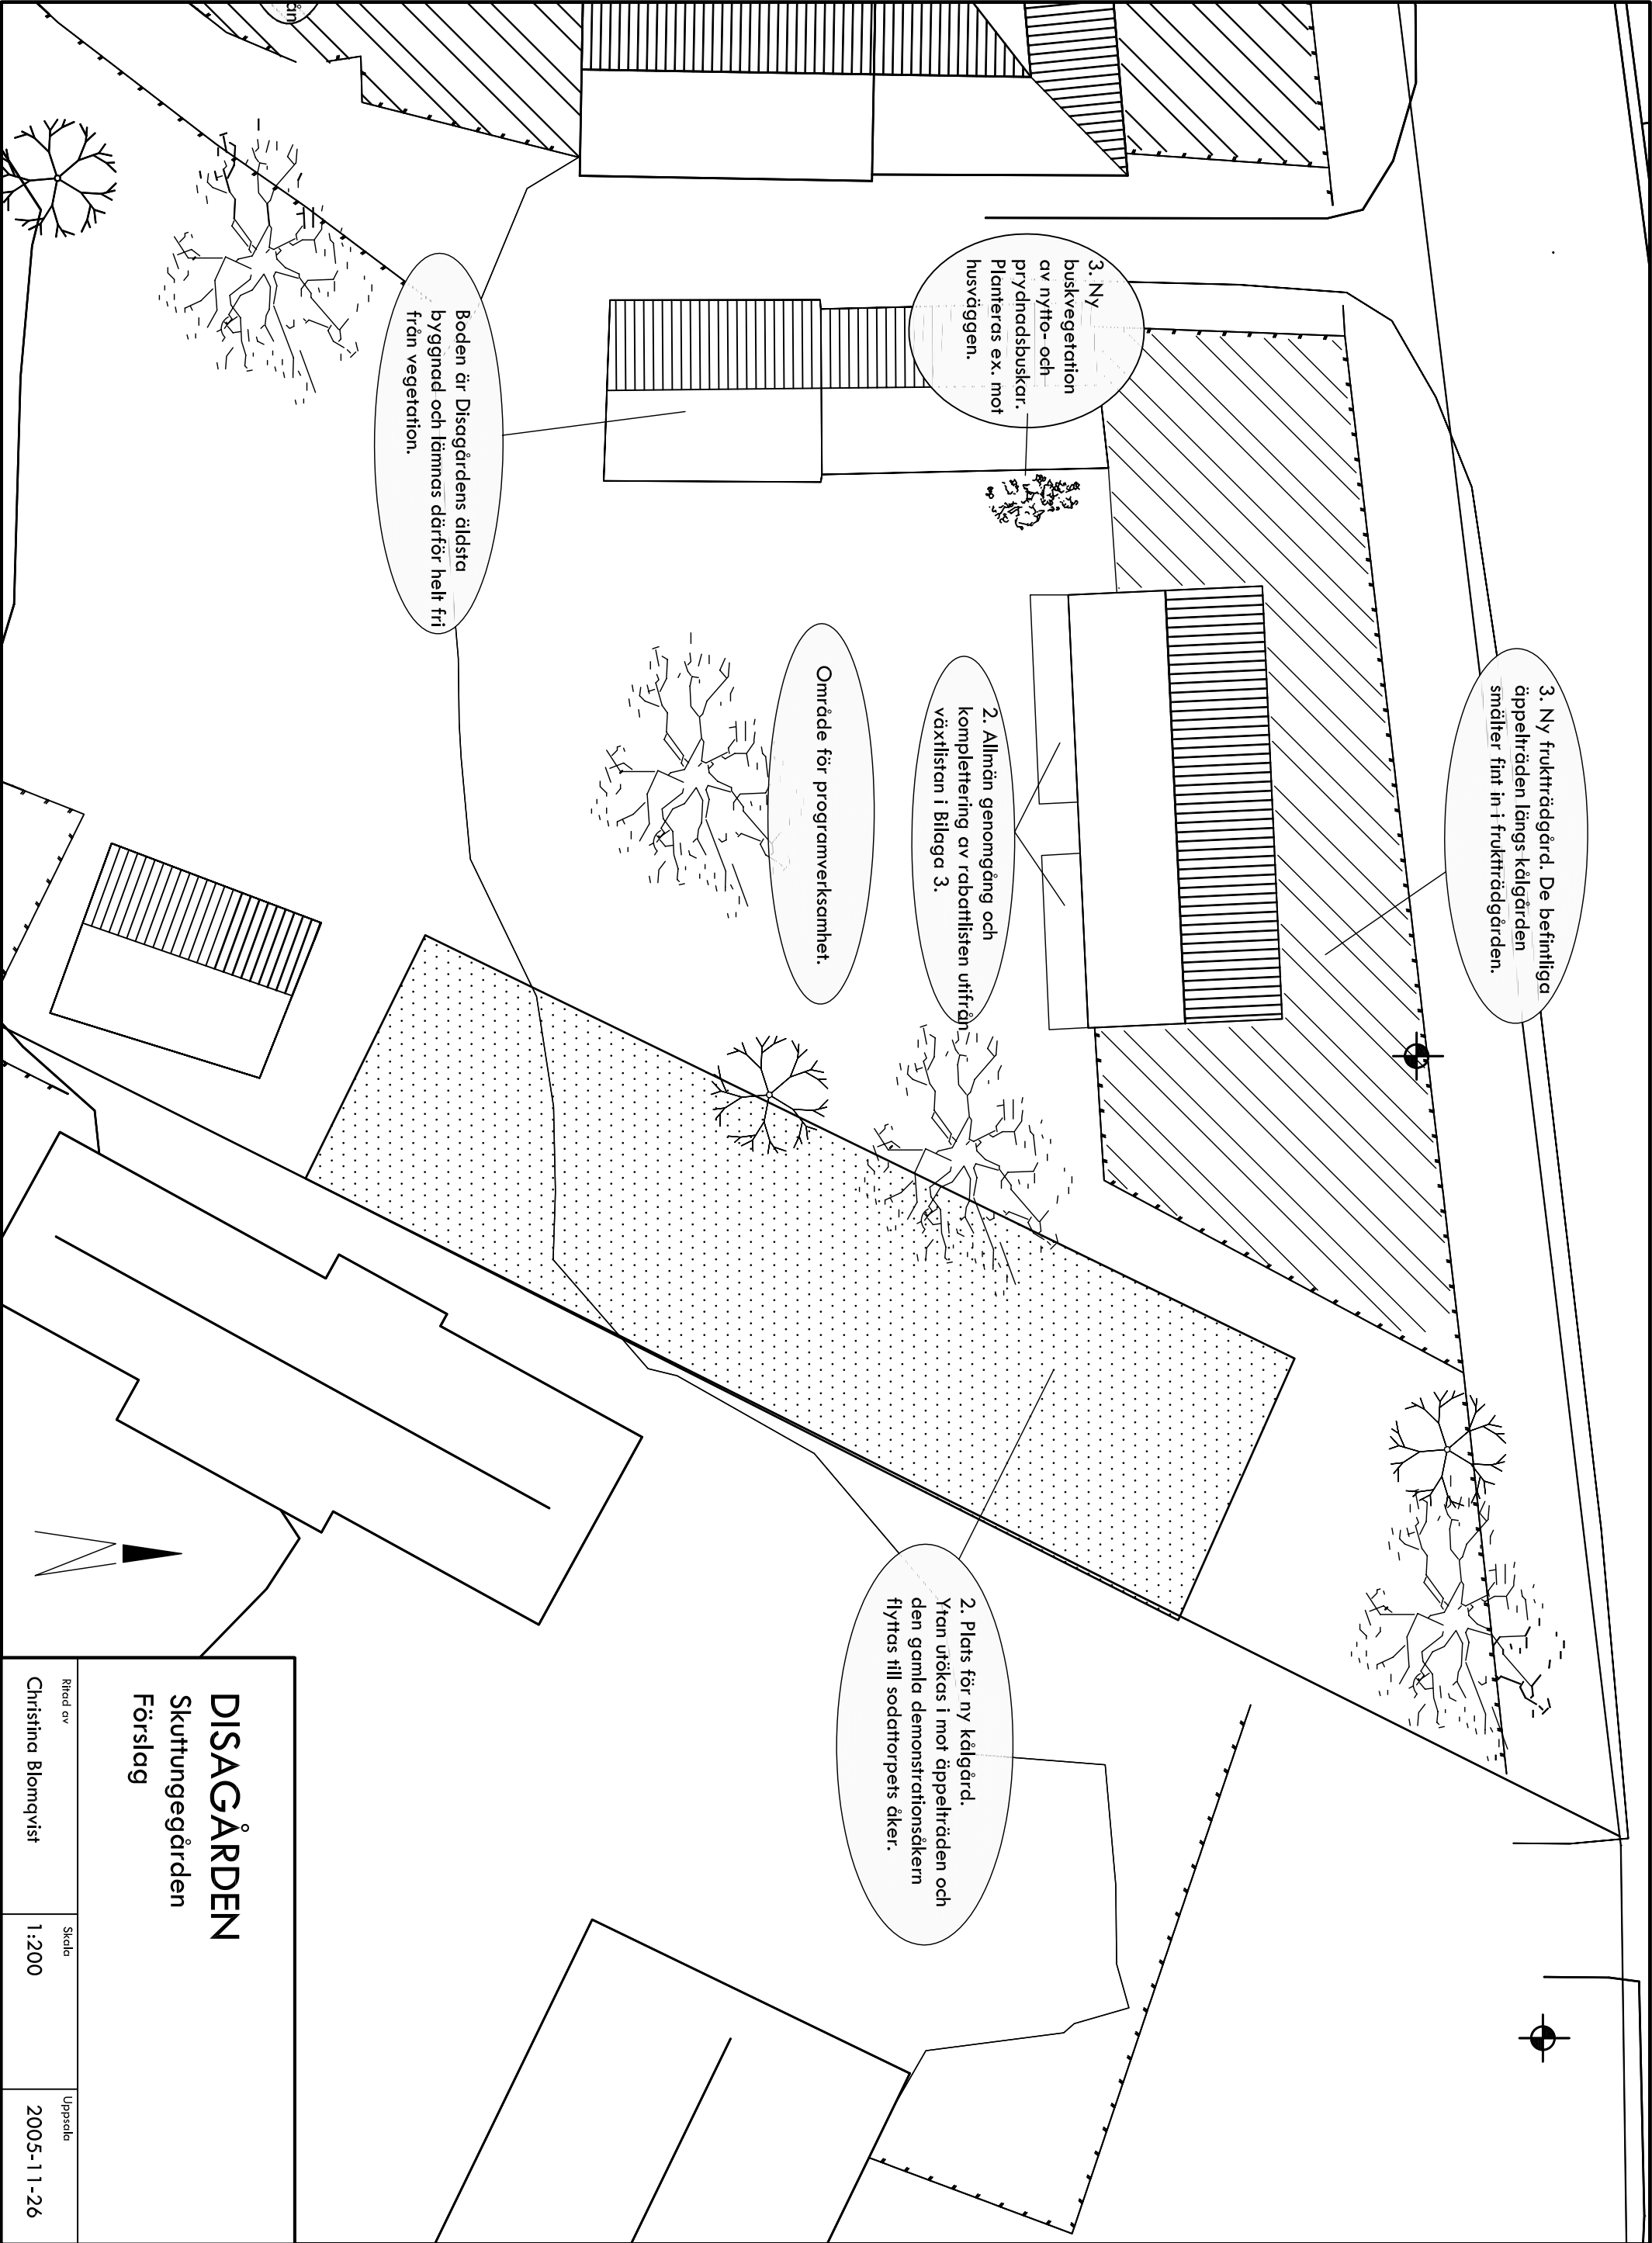 ån
3. Ny
buskvegetation
av nytto- och
prydnadsbuskar.
Planteras ex. mot
husväggen.
Boden är Disagårdens äldsta
byggnad och lämnas därför helt fri
från vegetation.
3. Ny fruktträdgård. De befintliga
äppelträden längs kålgården
smälter fint in i fruktträdgården.
2. Allmän genomgång och
komplettering av rabattlisten utifrån
växtlistan i Bilaga 3.
Område för programverksamhet.
2. Plats för ny kålgård.
Ytan utökas i mot äppelträden och
den gamla demonstrationsåkern
flyttas till sodattorpets åker.
DISAGÅRDEN
Skuttungegården
Förslag
Ritad av
Christina Blomqvist
Skala
1:200
Uppsala
2005-11-26